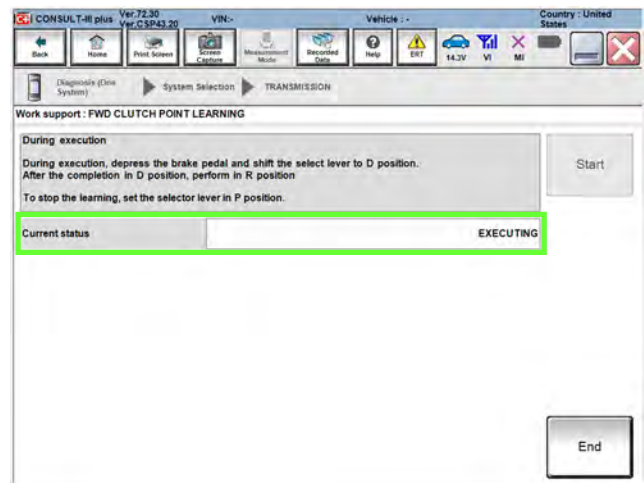 CONSULT-III plus
Ver.72.30
Ver.CSP43.20
VIN:-
Vehicle : -
Country : United
States
Back
Home
Print Screen
Screen
Capture
Measurement
Mode
Recorded
Data
Help
ERT
14.3V
VI
MI
Diagnosis (One
System)
System Selection
TRANSMISSION
Work support : FWD CLUTCH POINT LEARNING
During execution
During execution, depress the brake pedal and shift the select lever to D position.
After the completion in D position, perform in R position
To stop the learning, set the selector lever in P position.
Start
Current status
EXECUTING
End